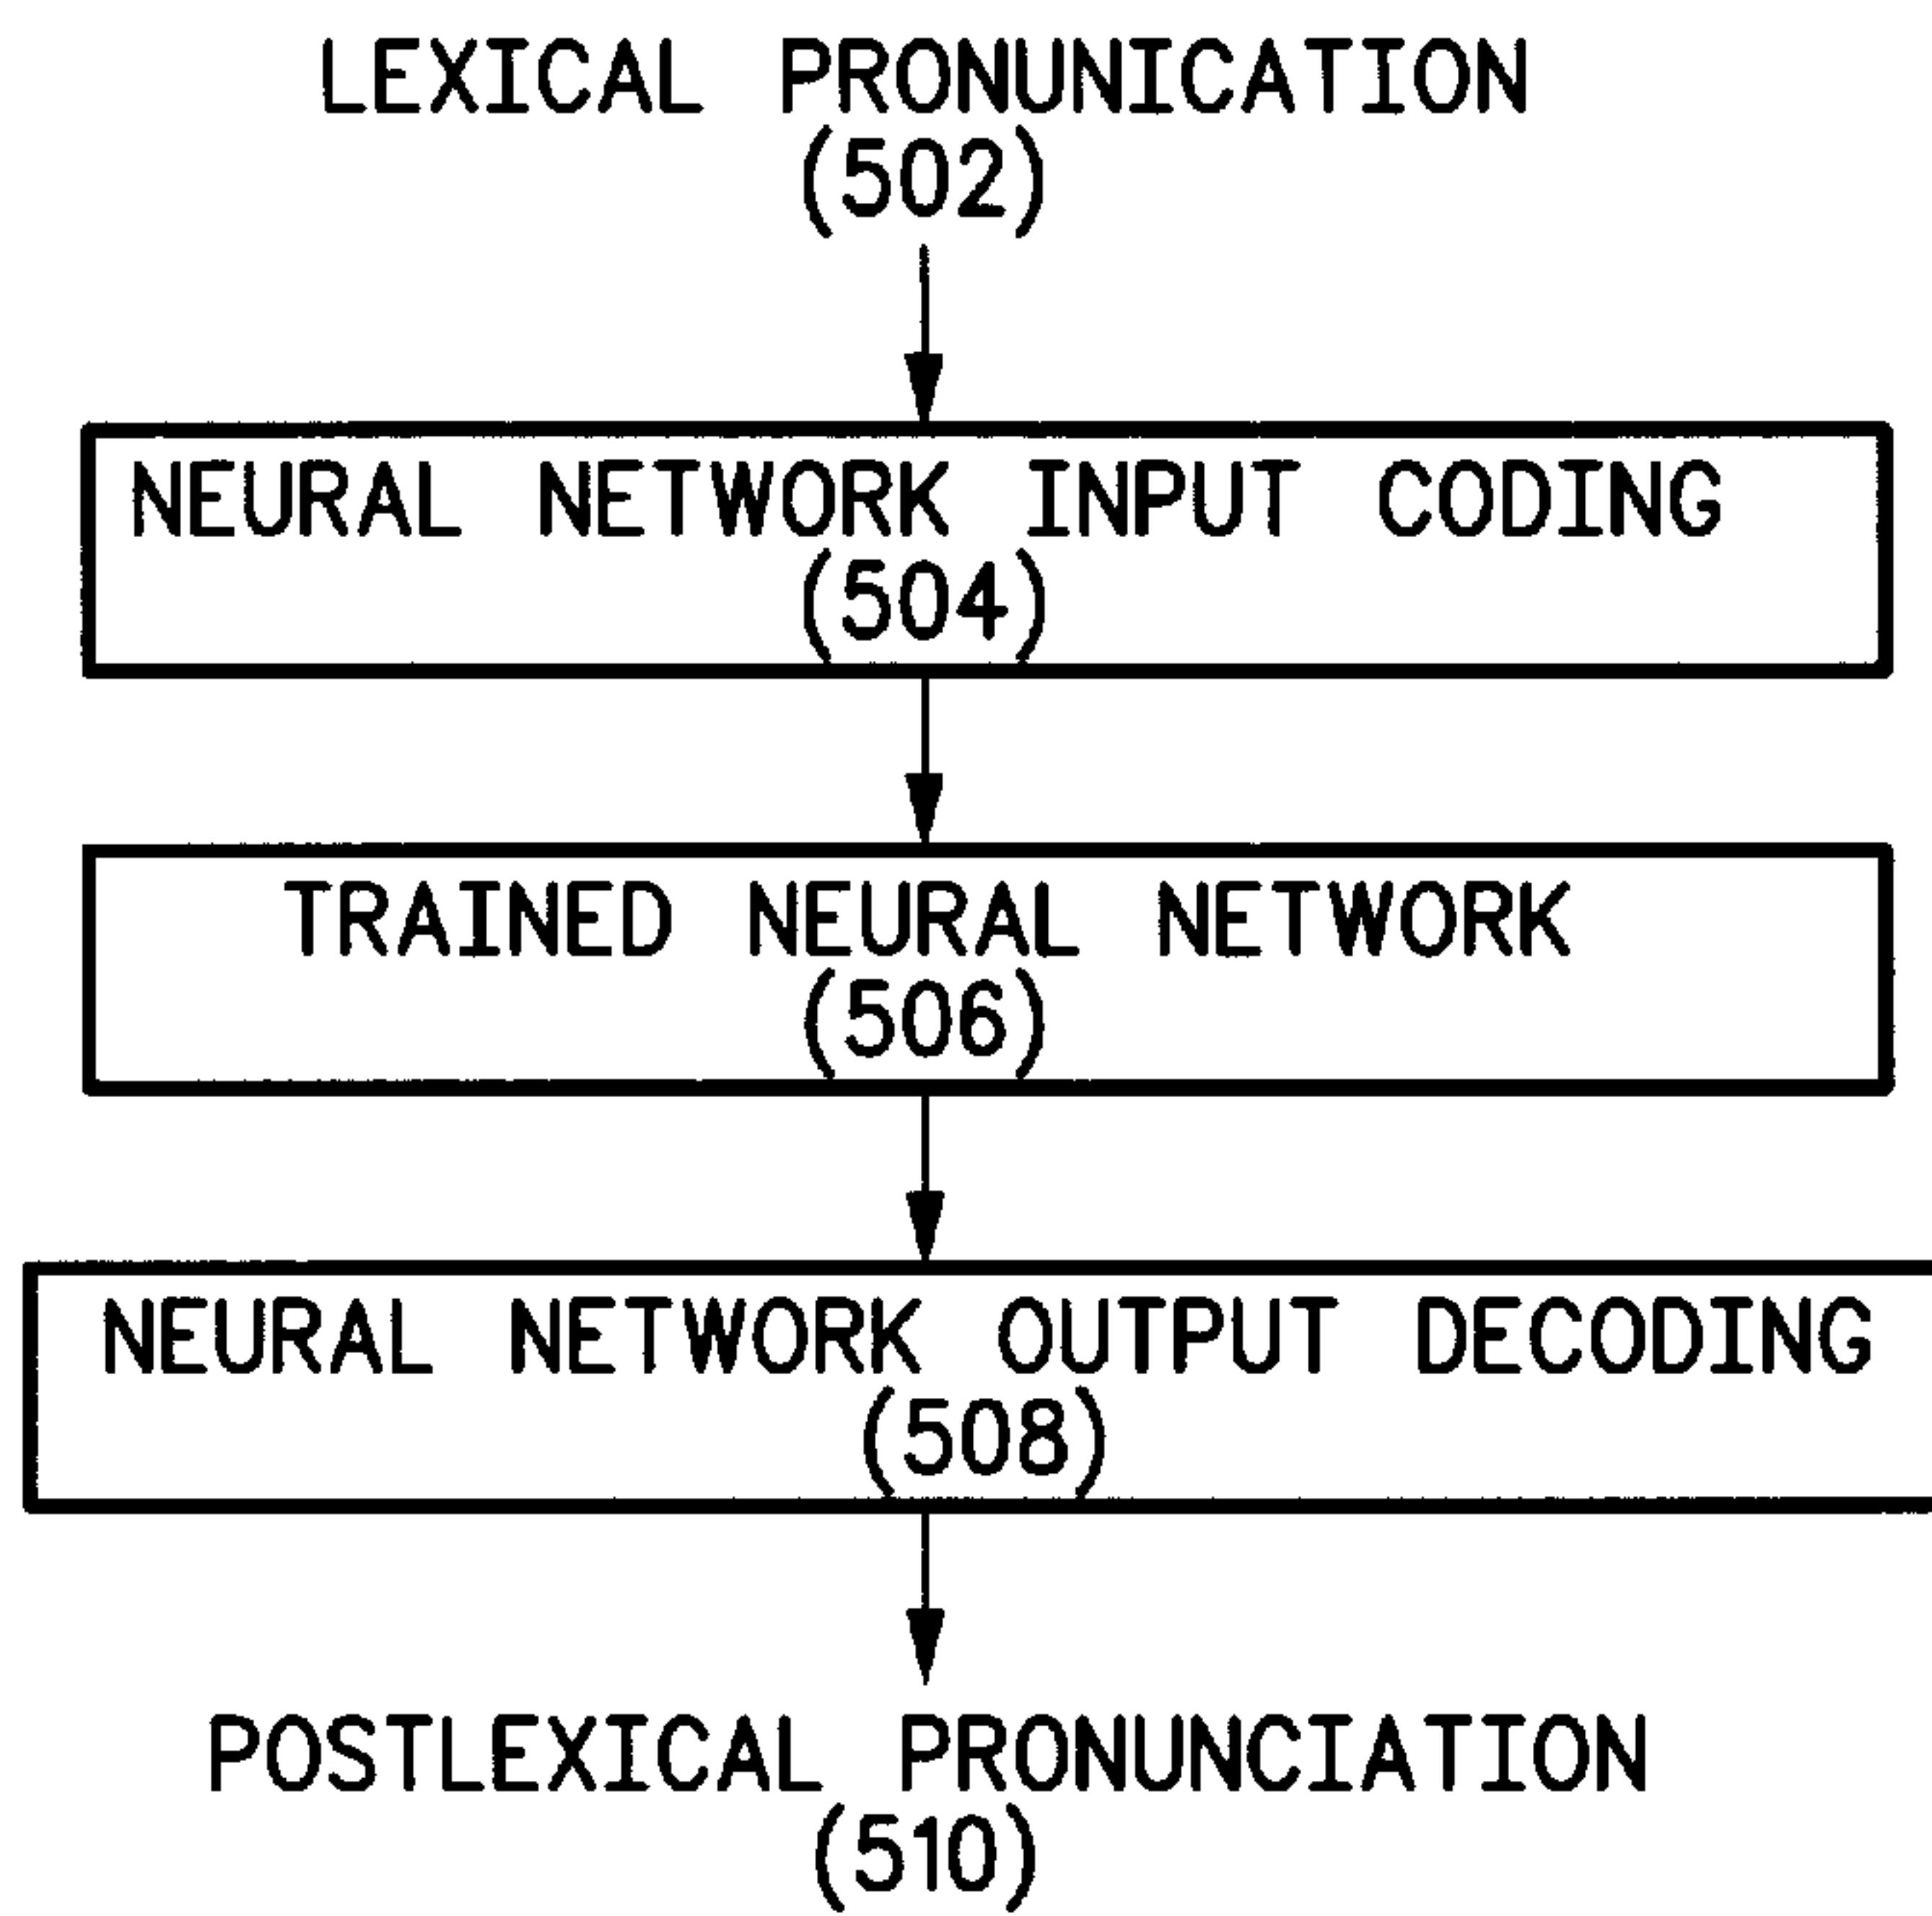 LEXICAL PRONUNICATION
(502)
NEURAL NETWORK INPUT CODING
(504)
TRAINED NEURAL NETWORK
(506)
NEURAL NETWORK OUTPUT DECODING
(508)
POSTLEXICAL PRONUNCIATION
(510)